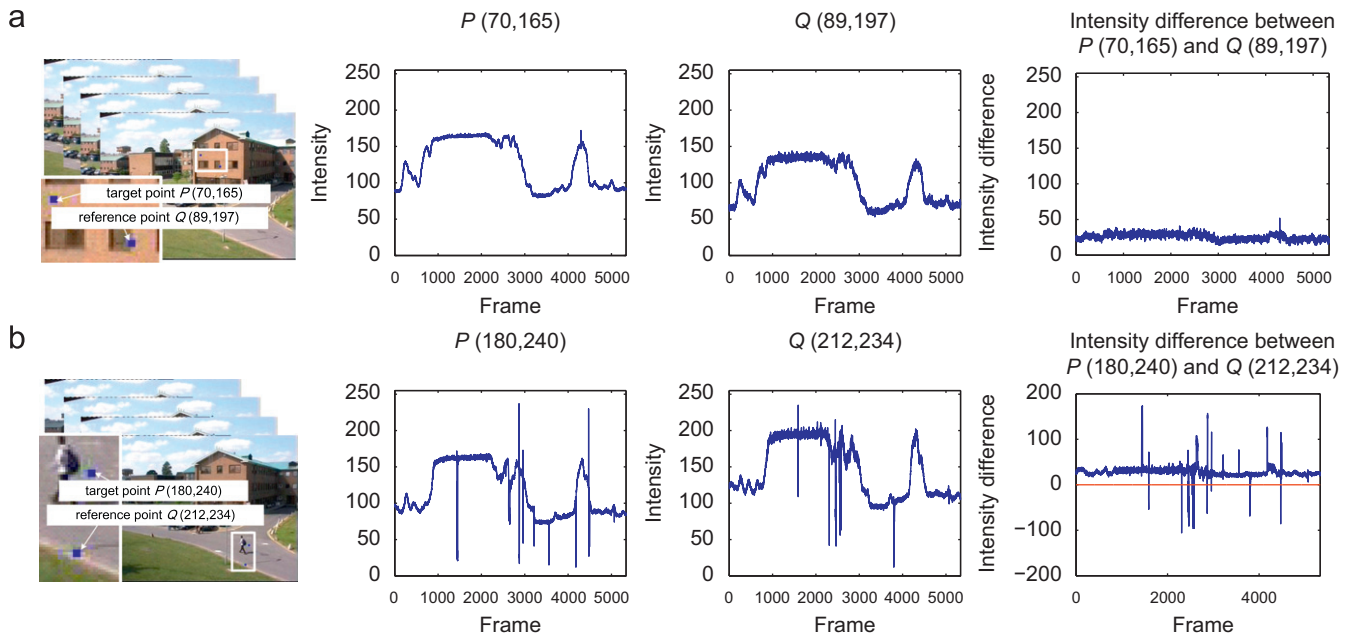 a
P (70,165)
Q (89,197)
Intensity difference between
P (70,165) and Q (89,197)
target point P (70,165)
reference point Q (89,197)
Intensity
250
200
150
100
50
0
0 1000 2000 3000 4000 5000
Frame
Intensity
250
200
150
100
50
0
0 1000 2000 3000 4000 5000
Frame
Intensity difference
250
200
150
100
50
0
0 1000 2000 3000 4000 5000
Frame
b
P (180,240)
Q (212,234)
Intensity difference between
P (180,240) and Q (212,234)
target point P (180,240)
reference point Q (212,234)
Intensity
250
200
150
100
50
0
0 1000 2000 3000 4000 5000
Frame
Intensity
250
200
150
100
50
0
0 1000 2000 3000 4000 5000
Frame
Intensity difference
200
100
0
−100
−200
0 2000 4000
Frame